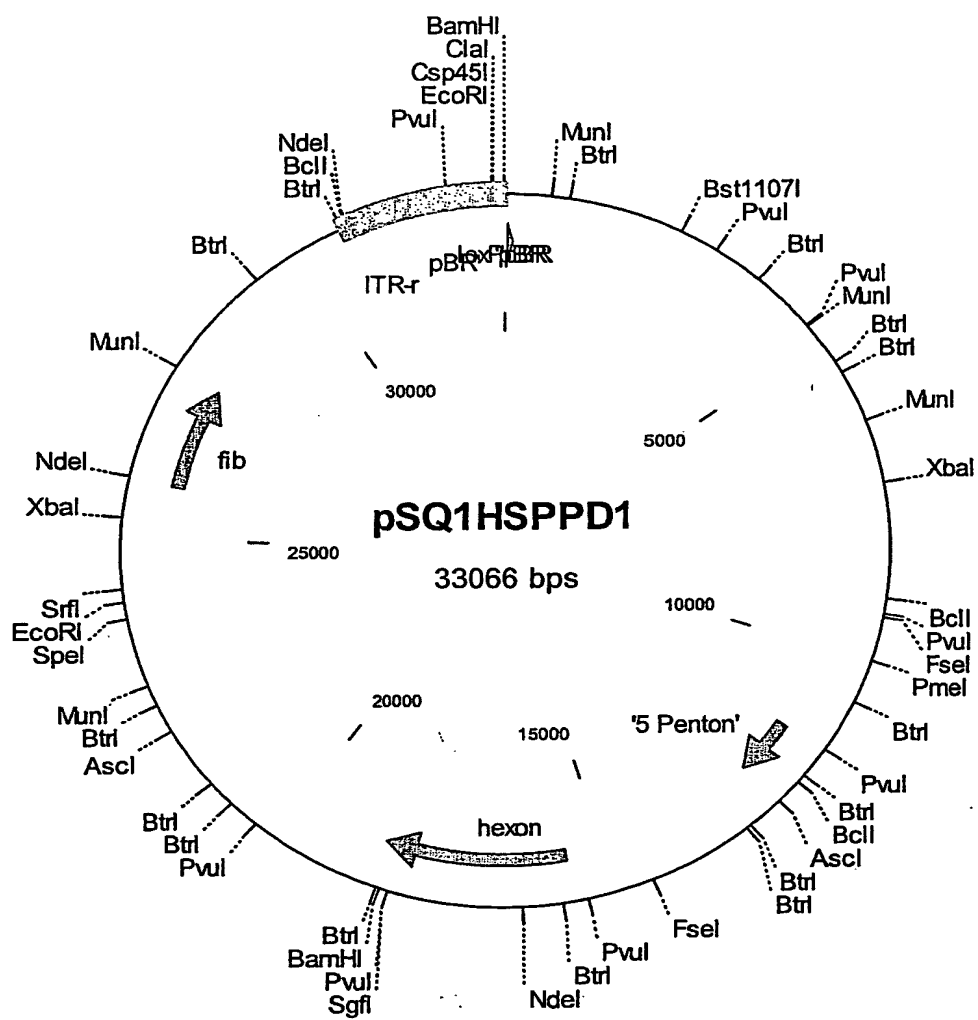 BamHI
ClaI
Csp45I
EcoRI
PvuI
NdeI
BclI
BtrI
MunI
BtrI
Bst1107I
PvuI
BtrI
PvuI
MunI
BtrI
BtrI
MunI
XbaI
BtrI
MunI
NdeI
XbaI
ITR-r
pBR
30000
5000
fib
pSQ1HSPPD1
33066 bps
25000
10000
SrfI
EcoRI
SpeI
MunI
BtrI
AscI
BtrI
BtrI
PvuI
BclI
PvuI
FseI
PmeI
BtrI
PvuI
BtrI
BclI
AscI
BtrI
BtrI
20000
15000
'5 Penton'
hexon
BtrI
BamHI
PvuI
SgfI
NdeI
BtrI
PvuI
FseI